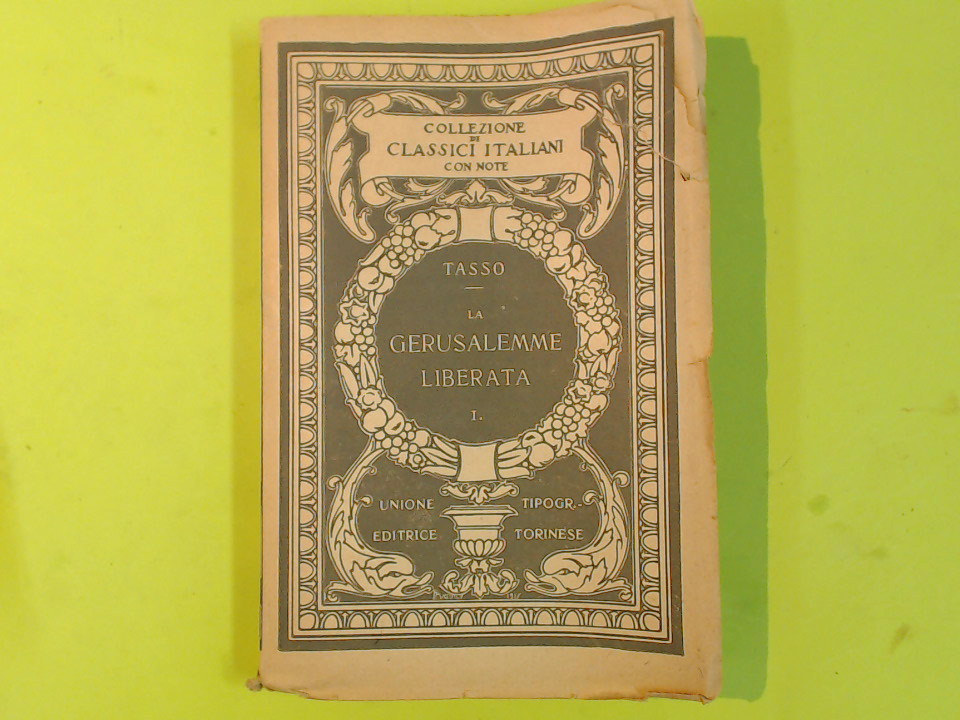 COLLEZIONE
DI
CLASSICI ITALIANI
CON NOTE
TASSO
LA
GERUSALEMME
LIBERATA
I.
UNIONE TIPOGR.-
EDITRICE TORINESE